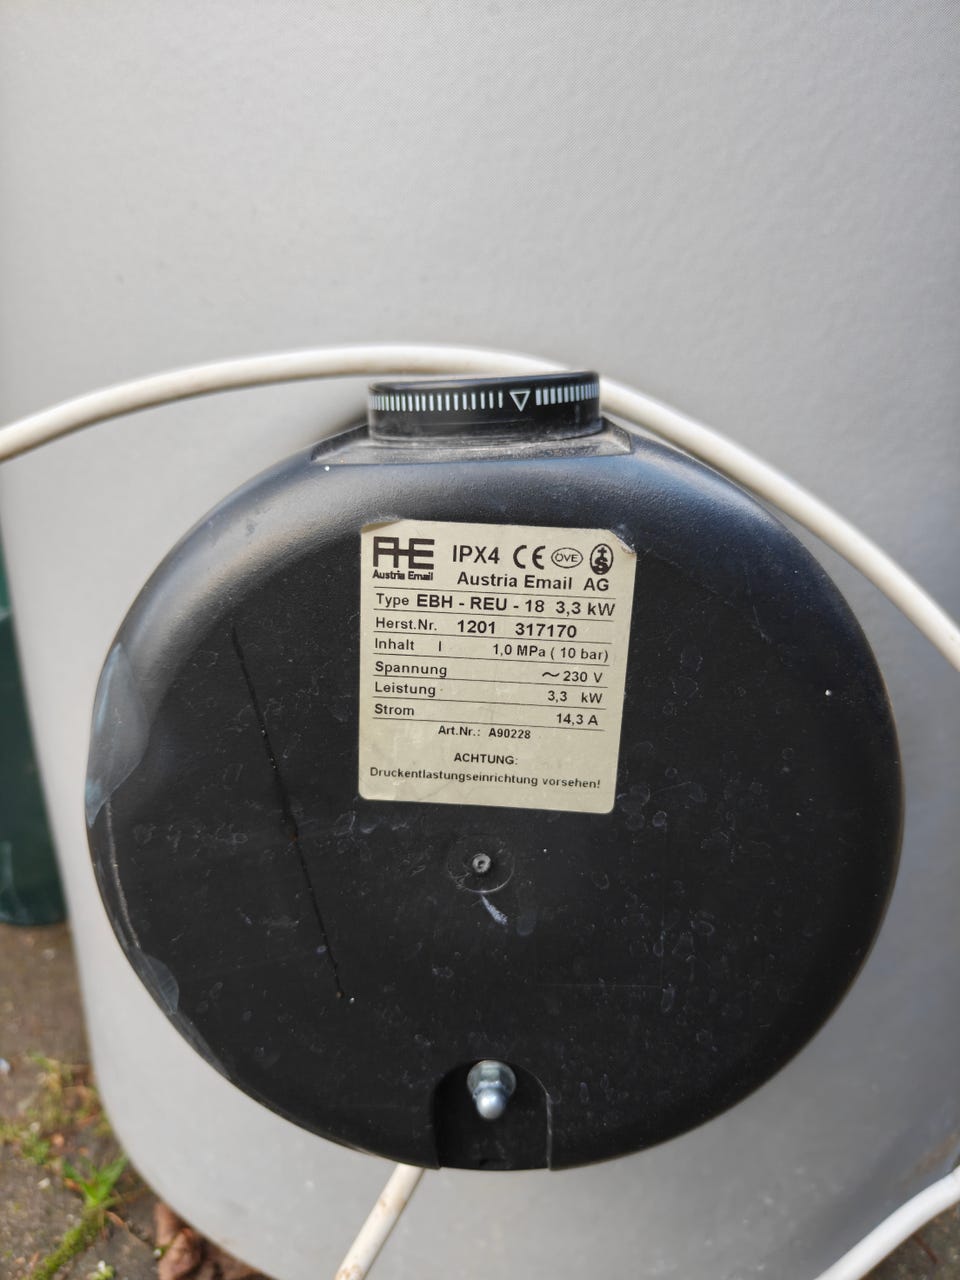 AE IPX4 CE ÖVE S
Austria Email Austria Email AG
Type EBH - REU - 18 3,3 kW
Herst.Nr. 1201 317170
Inhalt l 1,0 MPa ( 10 bar)
Spannung ~ 230 V
Leistung 3,3 kW
Strom 14,3 A
Art.Nr.: A90228
ACHTUNG:
Druckentlastungseinrichtung vorsehen!